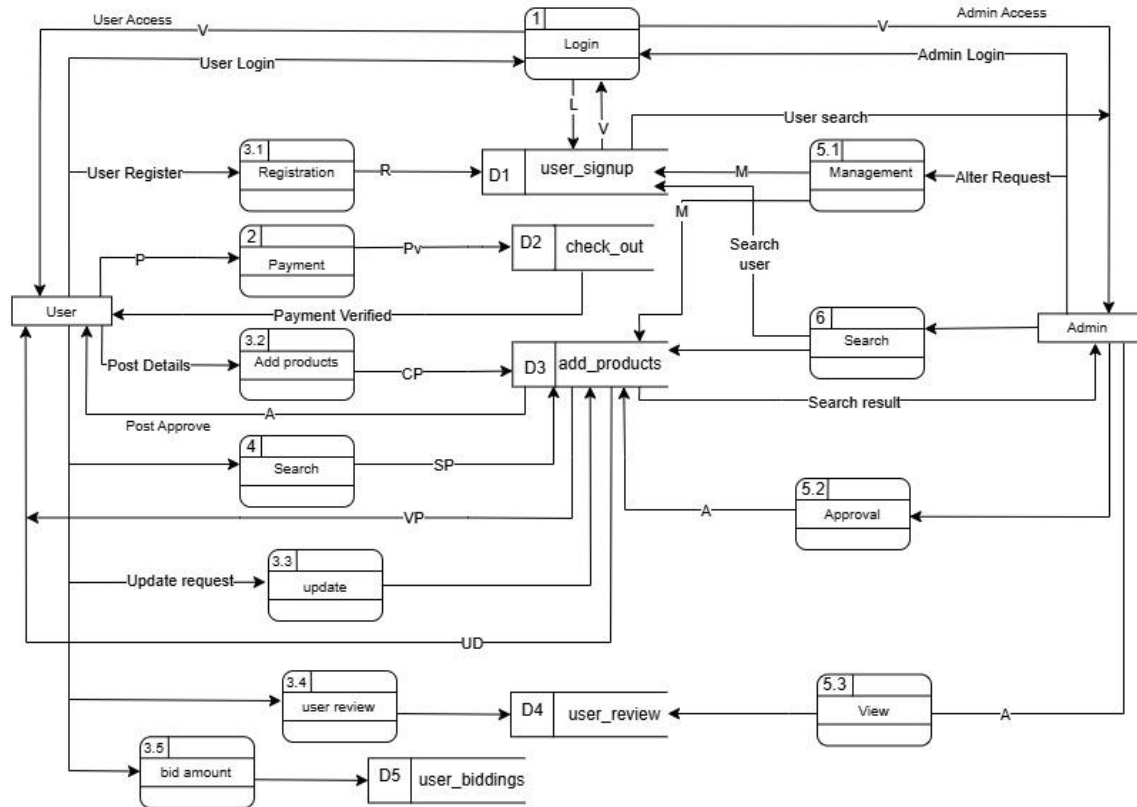 User Access
V
1
Login
V
Admin Access
User Login
Admin Login
L
V
User search
3.1
Registration
User Register
R
D1
user_signup
M
5.1
Management
Alter Request
M
2
Payment
P
Pv
D2
check_out
Search
user
User
Payment Verified
6
Search
Admin
3.2
Add products
Post Details
CP
D3
add_products
Search result
A
Post Approve
4
Search
SP
5.2
Approval
A
VP
3.3
update
Update request
UD
3.4
user review
D4
user_review
5.3
View
A
3.5
bid amount
D5
user_biddings